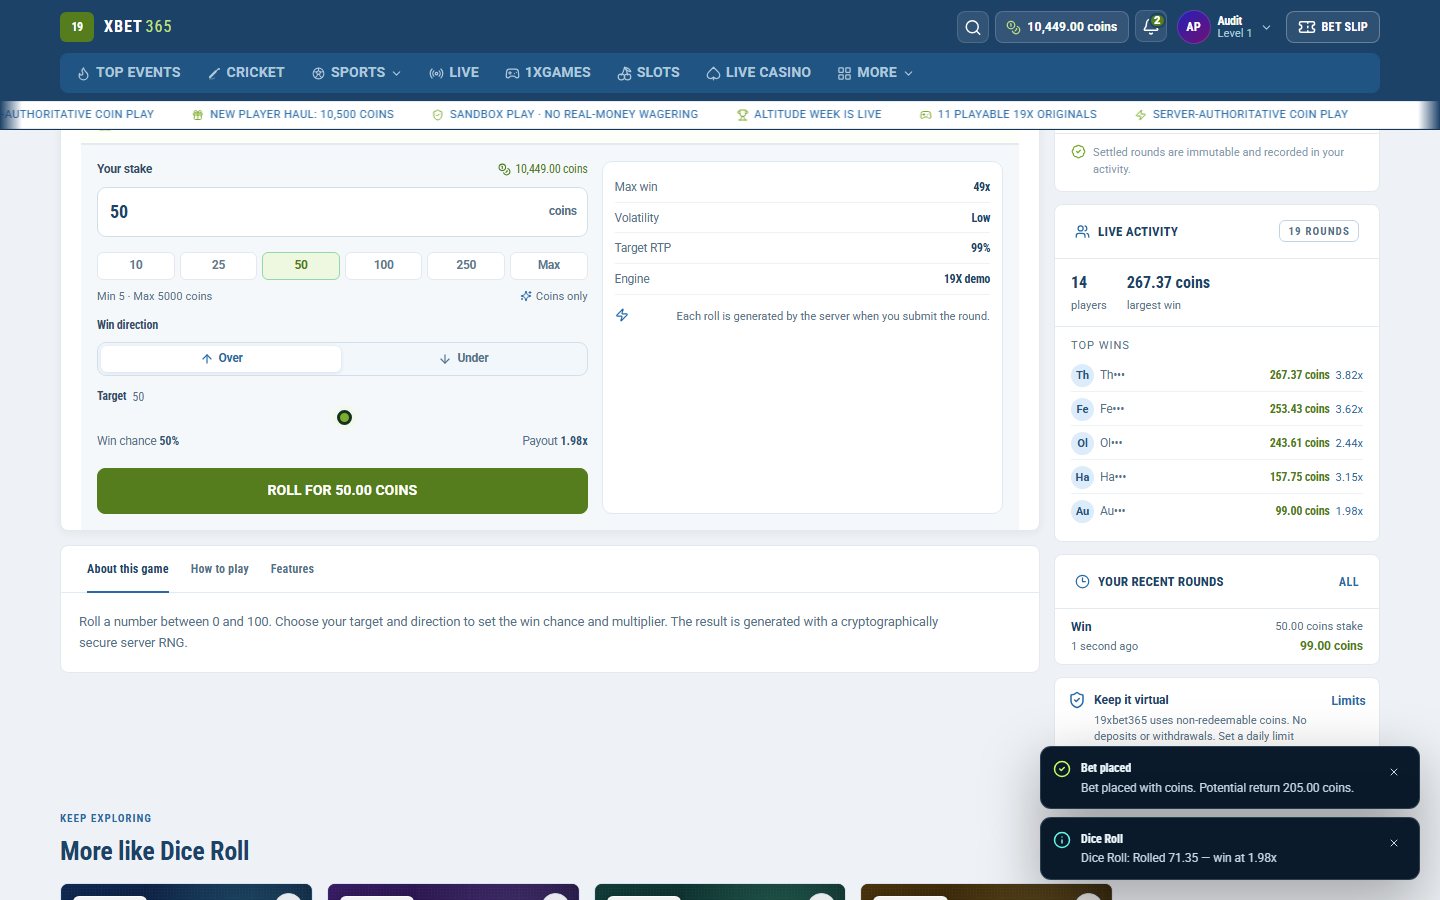 19 XBET 365
10,449.00 coins
2
AP
Audit
Level 1
BET SLIP
TOP EVENTS
CRICKET
SPORTS
LIVE
1XGAMES
SLOTS
LIVE CASINO
MORE
AUTHORITATIVE COIN PLAY
NEW PLAYER HAUL: 10,500 COINS
SANDBOX PLAY · NO REAL-MONEY WAGERING
ALTITUDE WEEK IS LIVE
11 PLAYABLE 19X ORIGINALS
SERVER-AUTHORITATIVE COIN PLAY
Your stake
10,449.00 coins
50
coins
10
25
50
100
250
Max
Min 5 · Max 5000 coins
Coins only
Win direction
Over
Under
Target 50
Win chance 50%
Payout 1.98x
ROLL FOR 50.00 COINS
Max win 49x
Volatility Low
Target RTP 99%
Engine 19X demo
Each roll is generated by the server when you submit the round.
About this game
How to play
Features
Roll a number between 0 and 100. Choose your target and direction to set the win chance and multiplier. The result is generated with a cryptographically
secure server RNG.
Settled rounds are immutable and recorded in your
activity.
LIVE ACTIVITY
19 ROUNDS
14
players
267.37 coins
largest win
TOP WINS
Th Th••• 267.37 coins 3.82x
Fe Fe••• 253.43 coins 3.62x
Ol Ol••• 243.61 coins 2.44x
Ha Ha••• 157.75 coins 3.15x
Au Au••• 99.00 coins 1.98x
YOUR RECENT ROUNDS
ALL
Win 50.00 coins stake
1 second ago 99.00 coins
Keep it virtual
Limits
19xbet365 uses non-redeemable coins. No
deposits or withdrawals. Set a daily limit
Bet placed
Bet placed with coins. Potential return 205.00 coins.
Dice Roll
Dice Roll: Rolled 71.35 — win at 1.98x
KEEP EXPLORING
More like Dice Roll